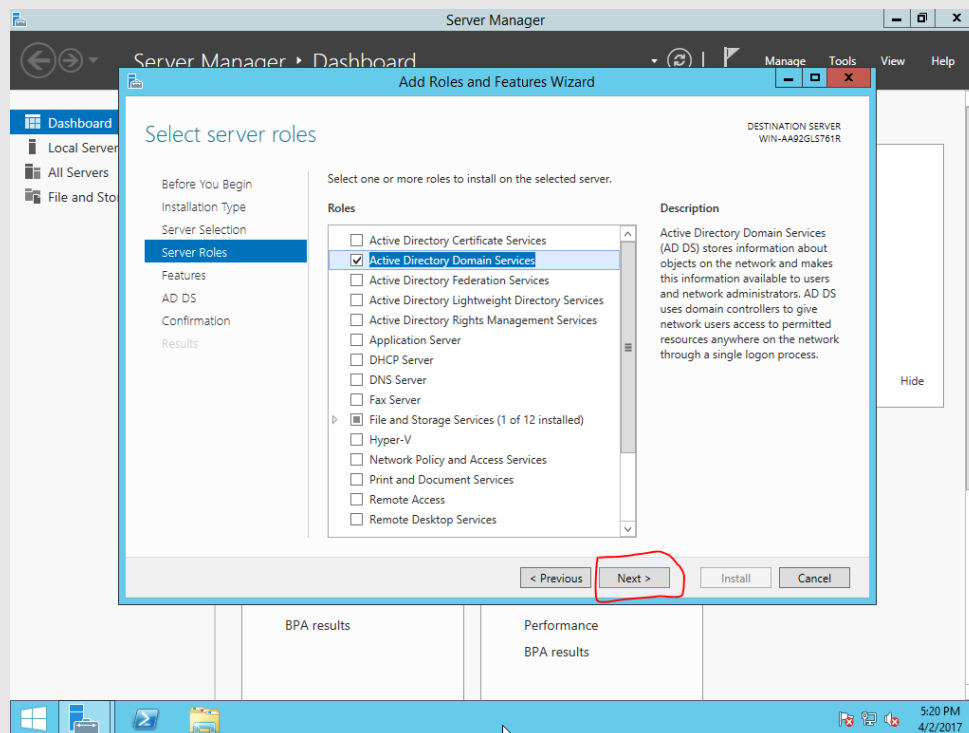 Server Manager
Server Manager • Dashboard
Manage Tools View Help
Add Roles and Features Wizard
Dashboard
Local Server
All Servers
File and Sto
Select server roles
DESTINATION SERVER
WIN-AA92GLS761R
Before You Begin
Installation Type
Server Selection
Server Roles
Features
AD DS
Confirmation
Results
Select one or more roles to install on the selected server.
Roles
Active Directory Certificate Services
Active Directory Domain Services
Active Directory Federation Services
Active Directory Lightweight Directory Services
Active Directory Rights Management Services
Application Server
DHCP Server
DNS Server
Fax Server
File and Storage Services (1 of 12 installed)
Hyper-V
Network Policy and Access Services
Print and Document Services
Remote Access
Remote Desktop Services
Description
Active Directory Domain Services
(AD DS) stores information about
objects on the network and makes
this information available to users
and network administrators. AD DS
uses domain controllers to give
network users access to permitted
resources anywhere on the network
through a single logon process.
Hide
< Previous
Next >
Install
Cancel
BPA results
Performance
BPA results
5:20 PM
4/2/2017